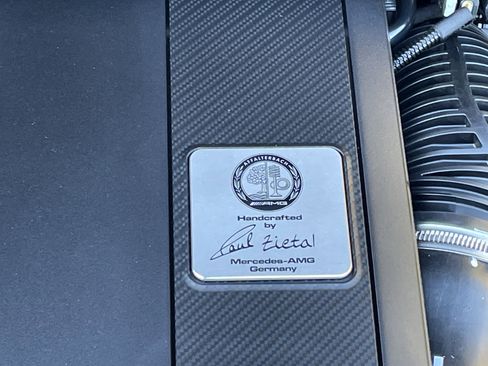 AFFALTERBACH
AMG
Handcrafted
by
Paul Zietal
Mercedes-AMG
Germany